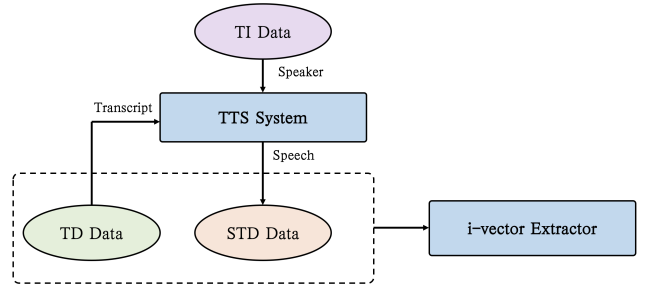 TI Data
Speaker
Transcript
TTS System
Speech
TD Data
STD Data
i-vector Extractor